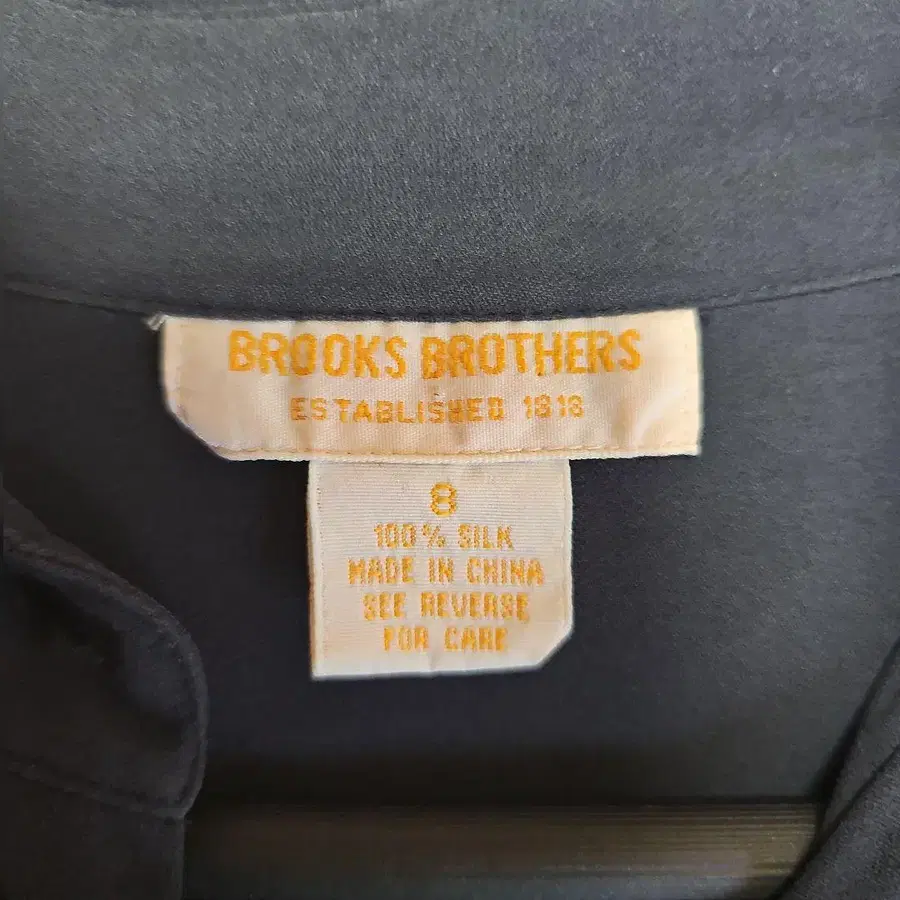 BROOKS BROTHERS
ESTABLISHED 1818
8
100% SILK
MADE IN CHINA
SEE REVERSE
FOR CARE